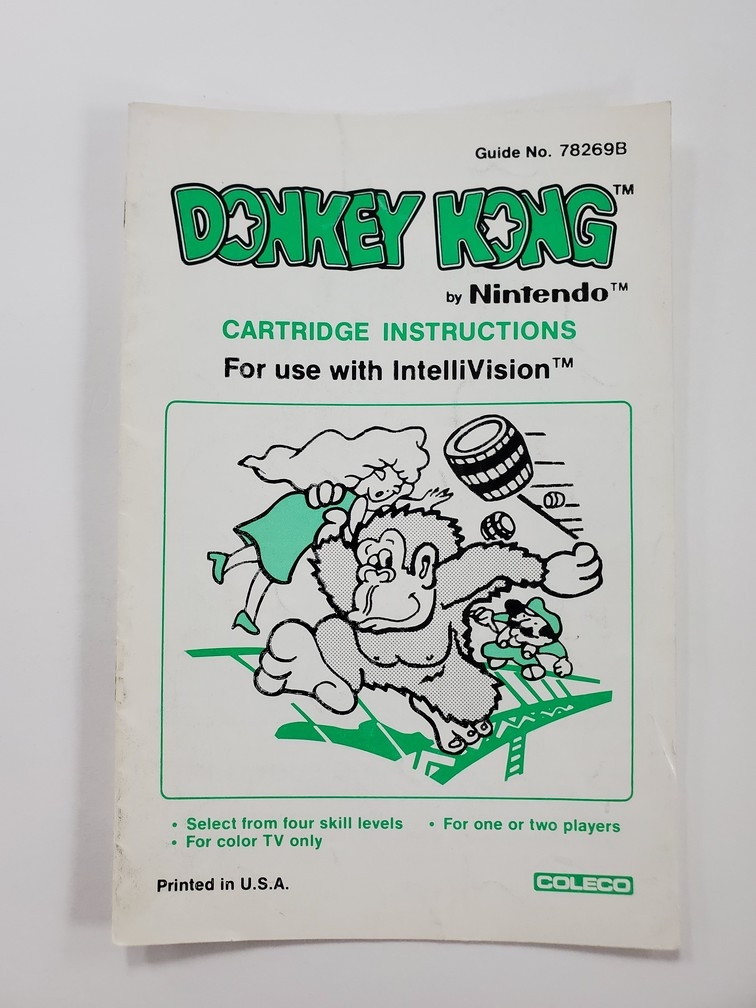 Guide No. 78269B
DONKEY KONG™
by Nintendo™
CARTRIDGE INSTRUCTIONS
For use with IntelliVision™
• Select from four skill levels • For one or two players
• For color TV only
Printed in U.S.A. COLECO